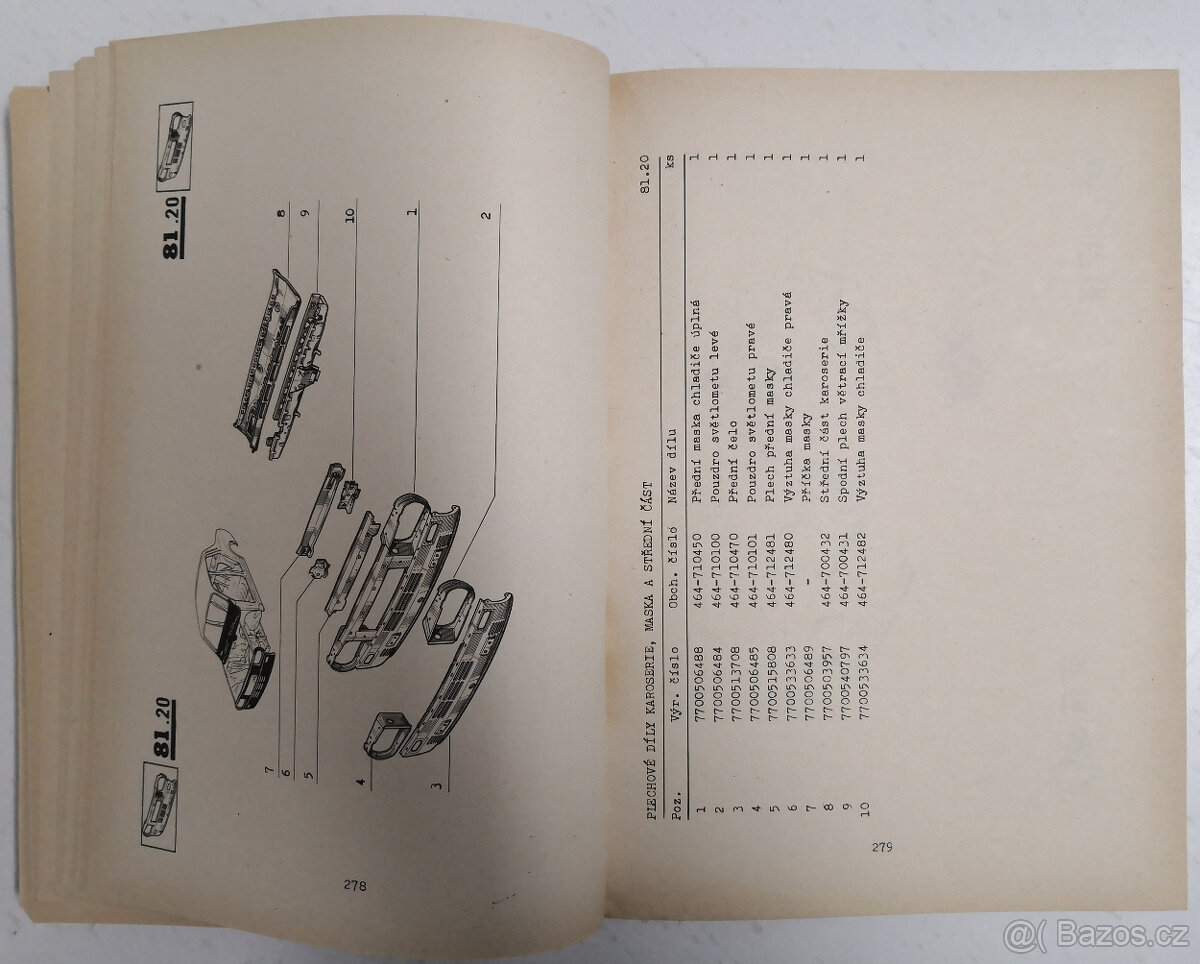 81.20
81.20
7
6
5
4
3
8
9
10
1
2
278
PLECHOVÉ DÍLY KAROSERIE, MASKA A STŘEDNÍ ČÁST 81.20
Poz. Výr. číslo Obch. čísló Název dílu ks
1 7700506488 464-710450 Přední maska chladiče úplná 1
2 7700506484 464-710100 Pouzdro světlometu levé 1
3 7700513708 464-710470 Přední čelo 1
4 7700506485 464-710101 Pouzdro světlometu pravé 1
5 7700515808 464-712481 Plech přední masky 1
6 7700533633 464-712480 Výztuha masky chladiče pravá 1
7 7700506489 - Příčka masky 1
8 7700503957 464-700432 Střední část karoserie 1
9 7700540797 464-700431 Spodní plech větrací mřížky 1
10 7700533634 464-712482 Výztuha masky chladiče 1
279
@( Bazos.cz